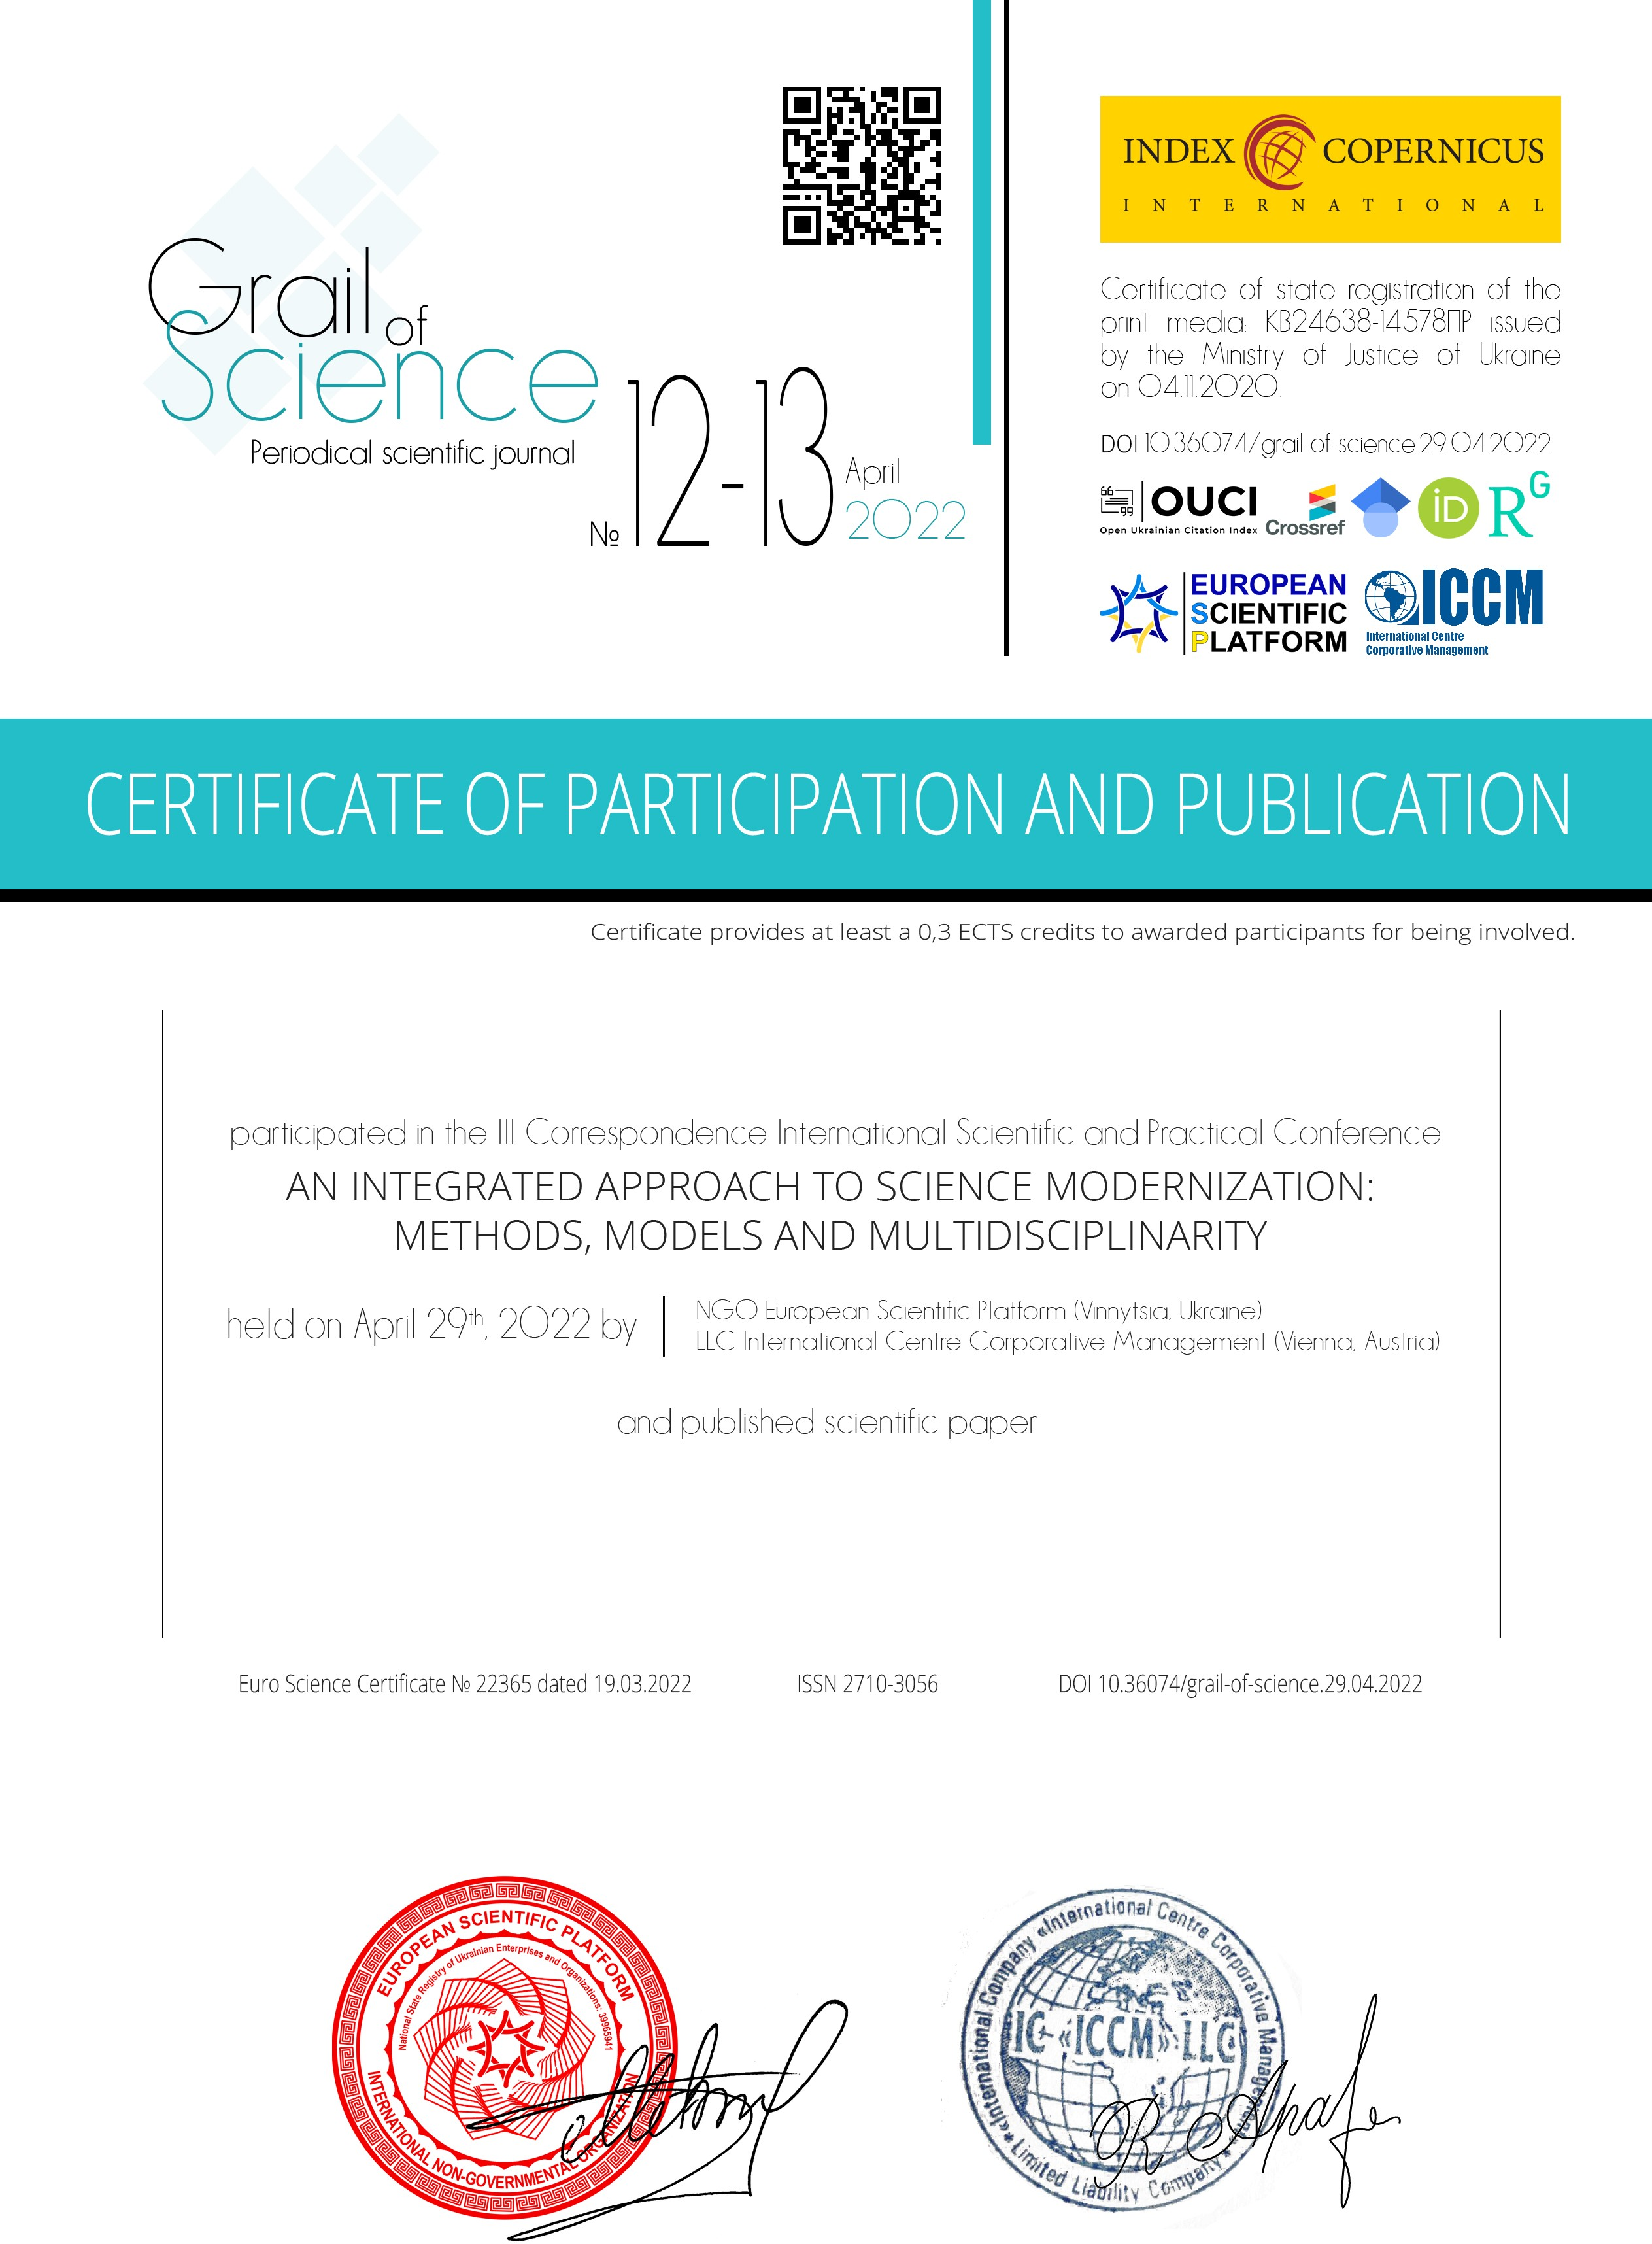 Grail of
Science
Periodical scientific journal
№ 12-13 April
2022
INDEX COPERNICUS
INTERNATIONAL
Certificate of state registration of the
print media: КВ24638-14578ПР issued
by the Ministry of Justice of Ukraine
on 04.11.2020.
DOI 10.36074/grail-of-science.29.04.2022
OUCI
Open Ukrainian Citation Index
Crossref
iD
RG
EUROPEAN
SCIENTIFIC
PLATFORM
ICCM
International Centre
Corporative Management
CERTIFICATE OF PARTICIPATION AND PUBLICATION
Certificate provides at least a 0,3 ECTS credits to awarded participants for being involved.
participated in the III Correspondence International Scientific and Practical Conference
AN INTEGRATED APPROACH TO SCIENCE MODERNIZATION:
METHODS, MODELS AND MULTIDISCIPLINARITY
held on April 29th, 2022 by
NGO European Scientific Platform (Vinnytsia, Ukraine)
LLC International Centre Corporative Management (Vienna, Austria)
and published scientific paper
Euro Science Certificate № 22365 dated 19.03.2022
ISSN 2710-3056
DOI 10.36074/grail-of-science.29.04.2022
EUROPEAN SCIENTIFIC PLATFORM
National State Registry of Ukrainian Enterprises and Organizations: 39965941
INTERNATIONAL NON-GOVERNMENTAL ORGANIZATION
International Company «International Centre Corporative Management»
IC «ICCM» LLC
Limited Liability Company